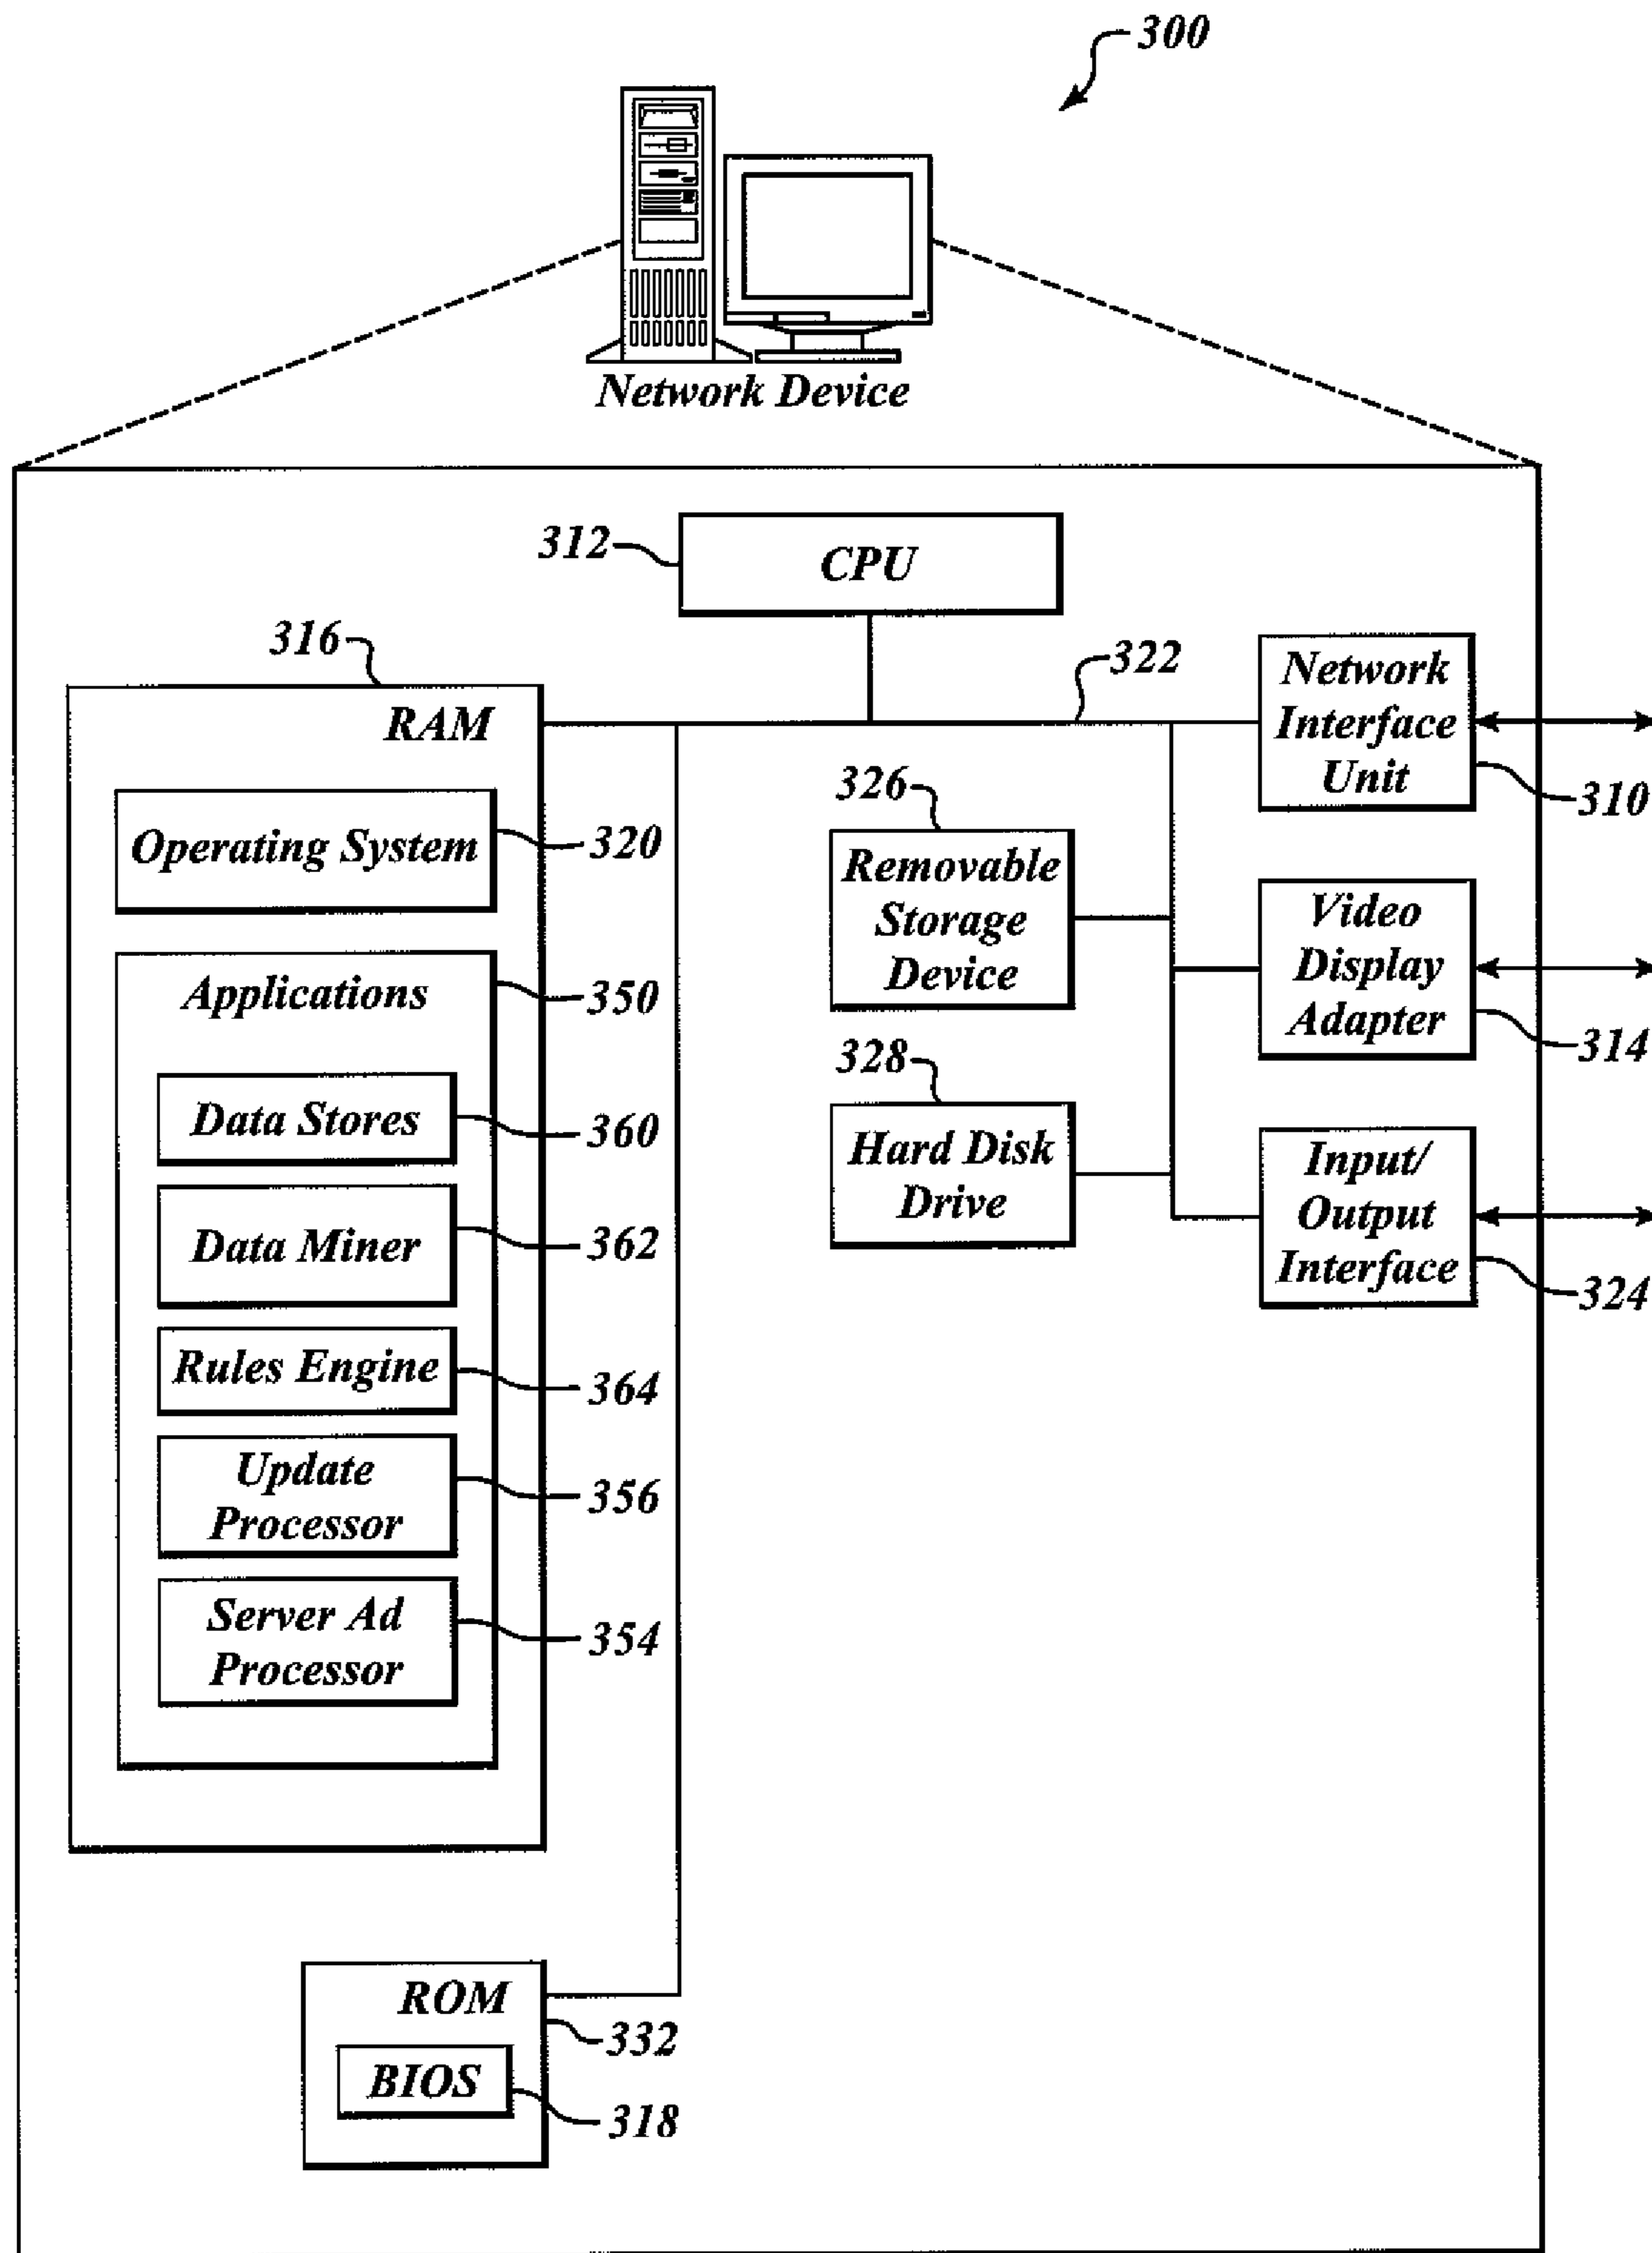 300
Network Device
312
CPU
316
RAM
322
Network
Interface
Unit
310
Operating System
320
326
Removable
Storage
Device
Video
Display
Adapter
314
Applications
350
328
Hard Disk
Drive
Input/
Output
Interface
324
Data Stores
360
Data Miner
362
Rules Engine
364
Update
Processor
356
Server Ad
Processor
354
ROM
332
BIOS
318